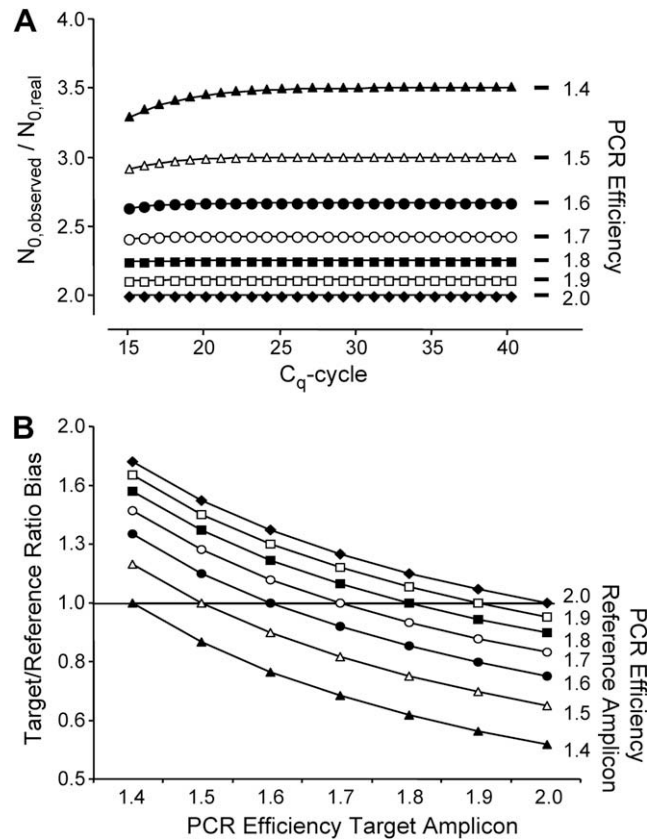 A
4.0
3.5
3.0
2.5
2.0
N0,observed / N0,real
1.4
1.5
1.6
1.7
1.8
1.9
2.0
PCR Efficiency
15 20 25 30 35 40
Cq-cycle
B
2.0
1.6
1.3
1.0
0.8
0.6
0.5
Target/Reference Ratio Bias
2.0
1.9
1.8
1.7
1.6
1.5
1.4
PCR Efficiency
Reference Amplicon
1.4 1.5 1.6 1.7 1.8 1.9 2.0
PCR Efficiency Target Amplicon